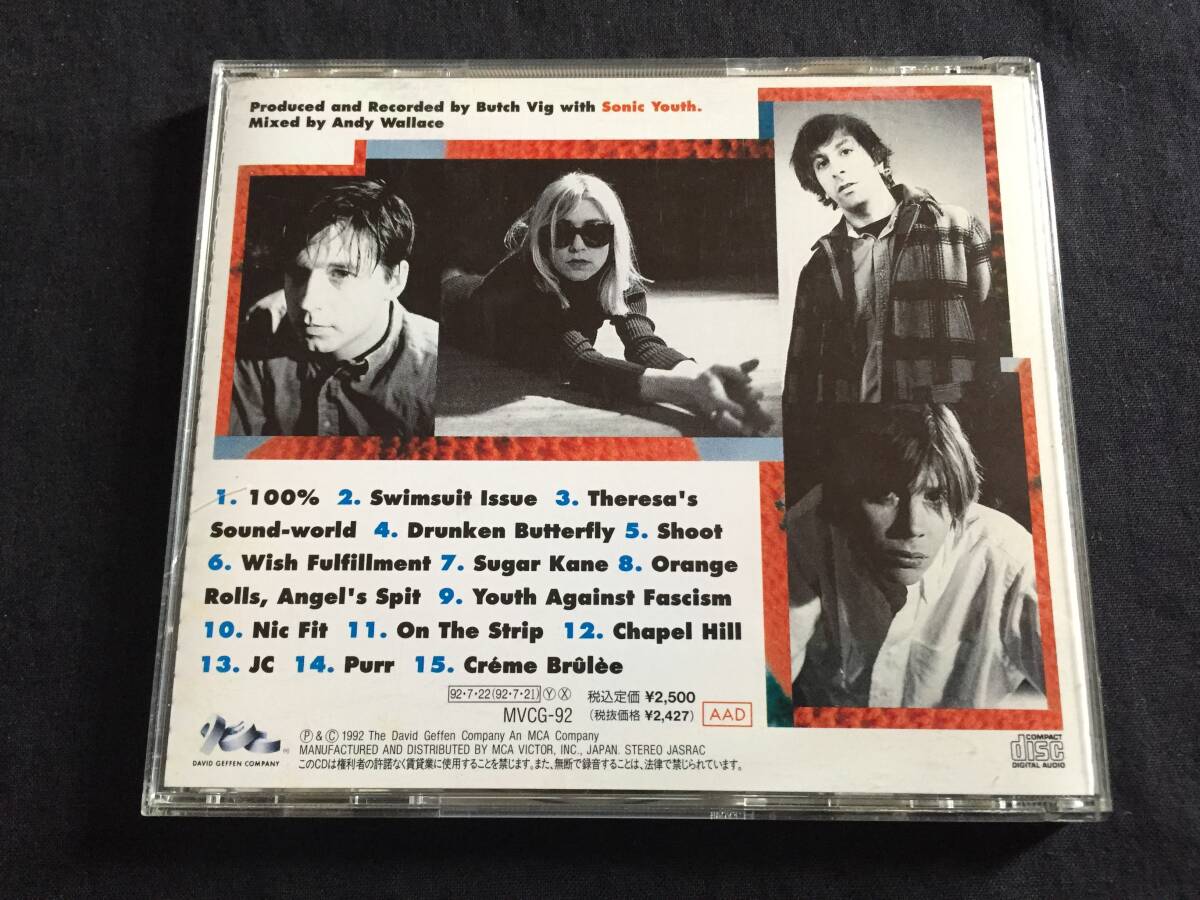 Produced and Recorded by Butch Vig with Sonic Youth.
Mixed by Andy Wallace
1. 100% 2. Swimsuit Issue 3. Theresa's
Sound-world 4. Drunken Butterfly 5. Shoot
6. Wish Fulfillment 7. Sugar Kane 8. Orange
Rolls, Angel's Spit 9. Youth Against Fascism
10. Nic Fit 11. On The Strip 12. Chapel Hill
13. JC 14. Purr 15. Créme Brûlèe
92・7・22(92・7・21) Ⓨ Ⓧ 税込定価 ¥2,500
MVCG-92 (税抜価格 ¥2,427) AAD
Ⓟ & © 1992 The David Geffen Company An MCA Company
MANUFACTURED AND DISTRIBUTED BY MCA VICTOR, INC., JAPAN. STEREO JASRAC
このCDは権利者の許諾なく賃貸業に使用することを禁じます。また、無断で録音することは、法律で禁じられています。
DAVID GEFFEN COMPANY
COMPACT
disc
DIGITAL AUDIO